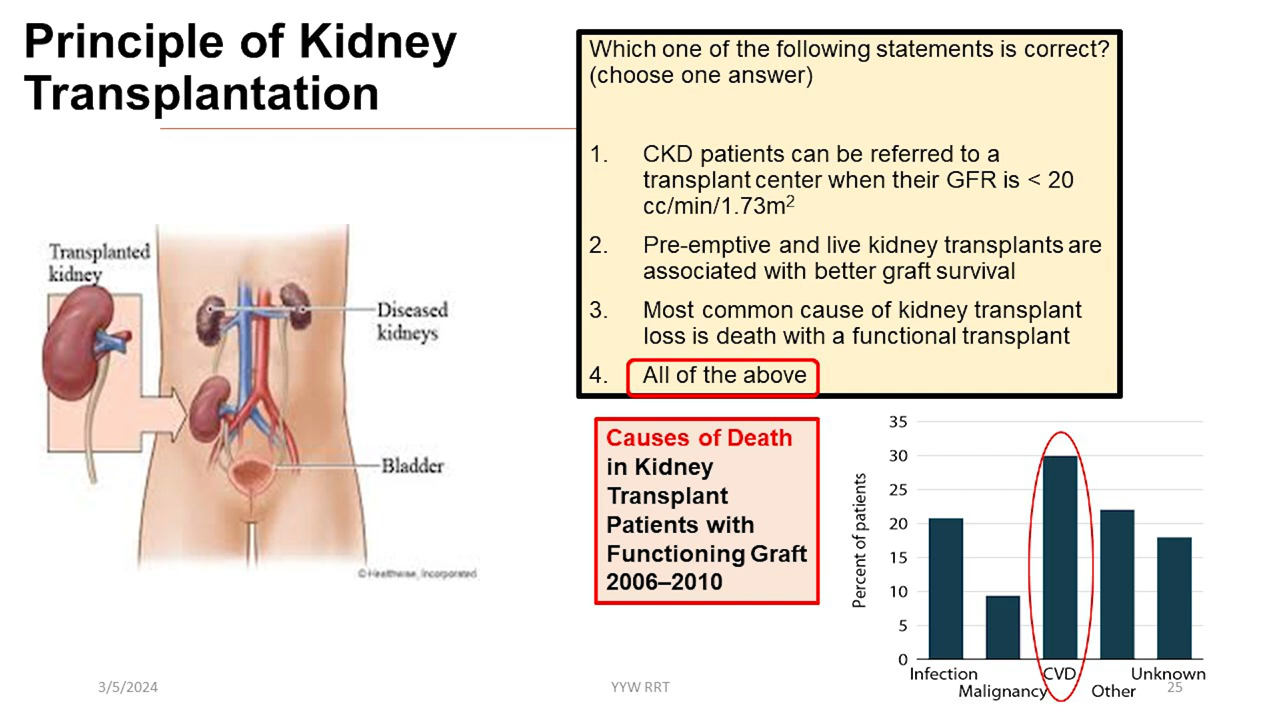 Principle of Kidney
Transplantation
Which one of the following statements is correct?
(choose one answer)
1. CKD patients can be referred to a
transplant center when their GFR is < 20
cc/min/1.73m²
2. Pre-emptive and live kidney transplants are
associated with better graft survival
3. Most common cause of kidney transplant
loss is death with a functional transplant
4. All of the above
Transplanted
kidney
Diseased
kidneys
Bladder
© Healthwise, Incorporated
Causes of Death
in Kidney
Transplant
Patients with
Functioning Graft
2006–2010
Percent of patients
35
30
25
20
15
10
5
0
Infection
Malignancy
CVD
Other
Unknown
3/5/2024
YYW RRT
25